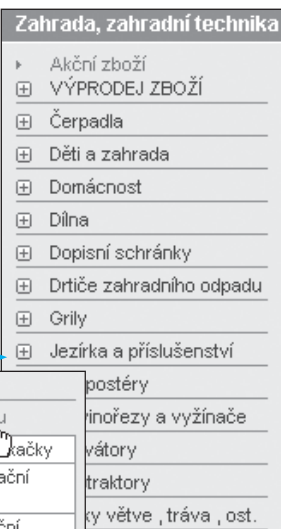 Zahrada, zahradní technika
Akční zboží
VÝPRODEJ ZBOŽÍ
Čerpadla
Děti a zahrada
Domácnost
Dílna
Dopisní schránky
Drtiče zahradního odpadu
Grily
Jezírka a příslušenství
postéry
u
vinořezy a vyžínače
kačky
vátory
ační
traktory
ky větve , tráva , ost.
ční